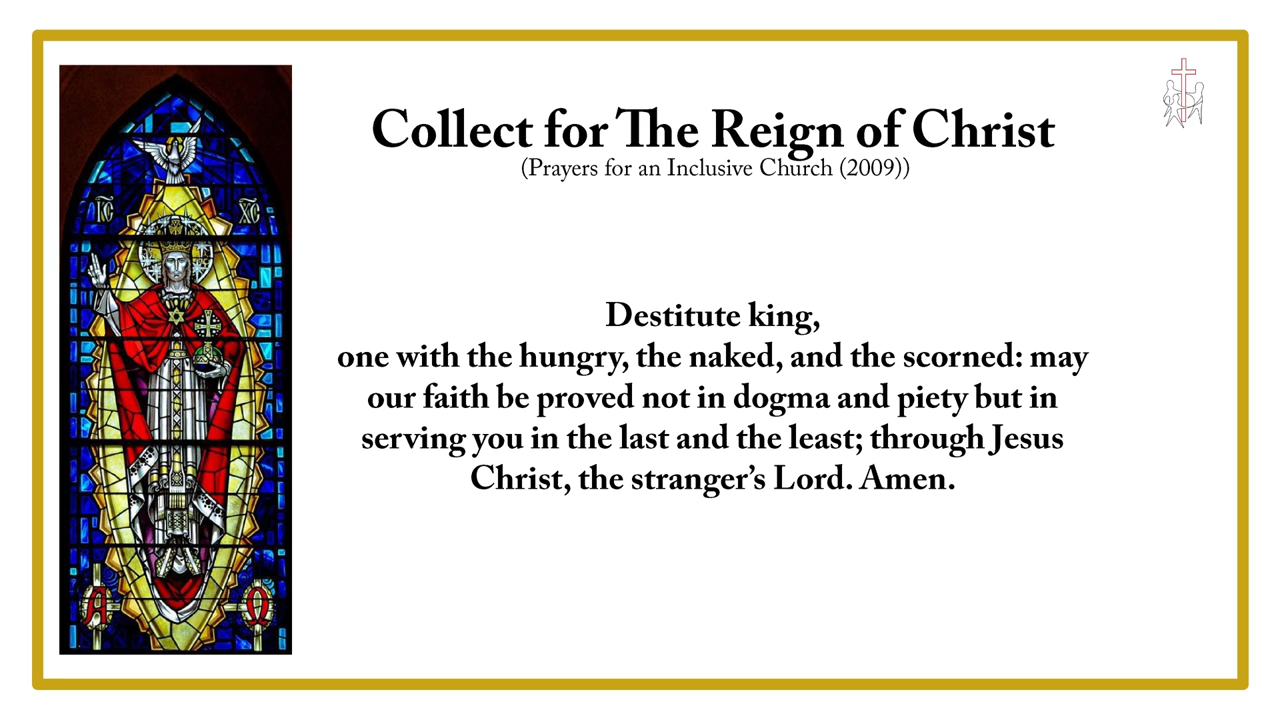 Collect for The Reign of Christ
(Prayers for an Inclusive Church (2009))
IC XC
Destitute king,
one with the hungry, the naked, and the scorned: may
our faith be proved not in dogma and piety but in
serving you in the last and the least; through Jesus
Christ, the stranger’s Lord. Amen.
Α Ω